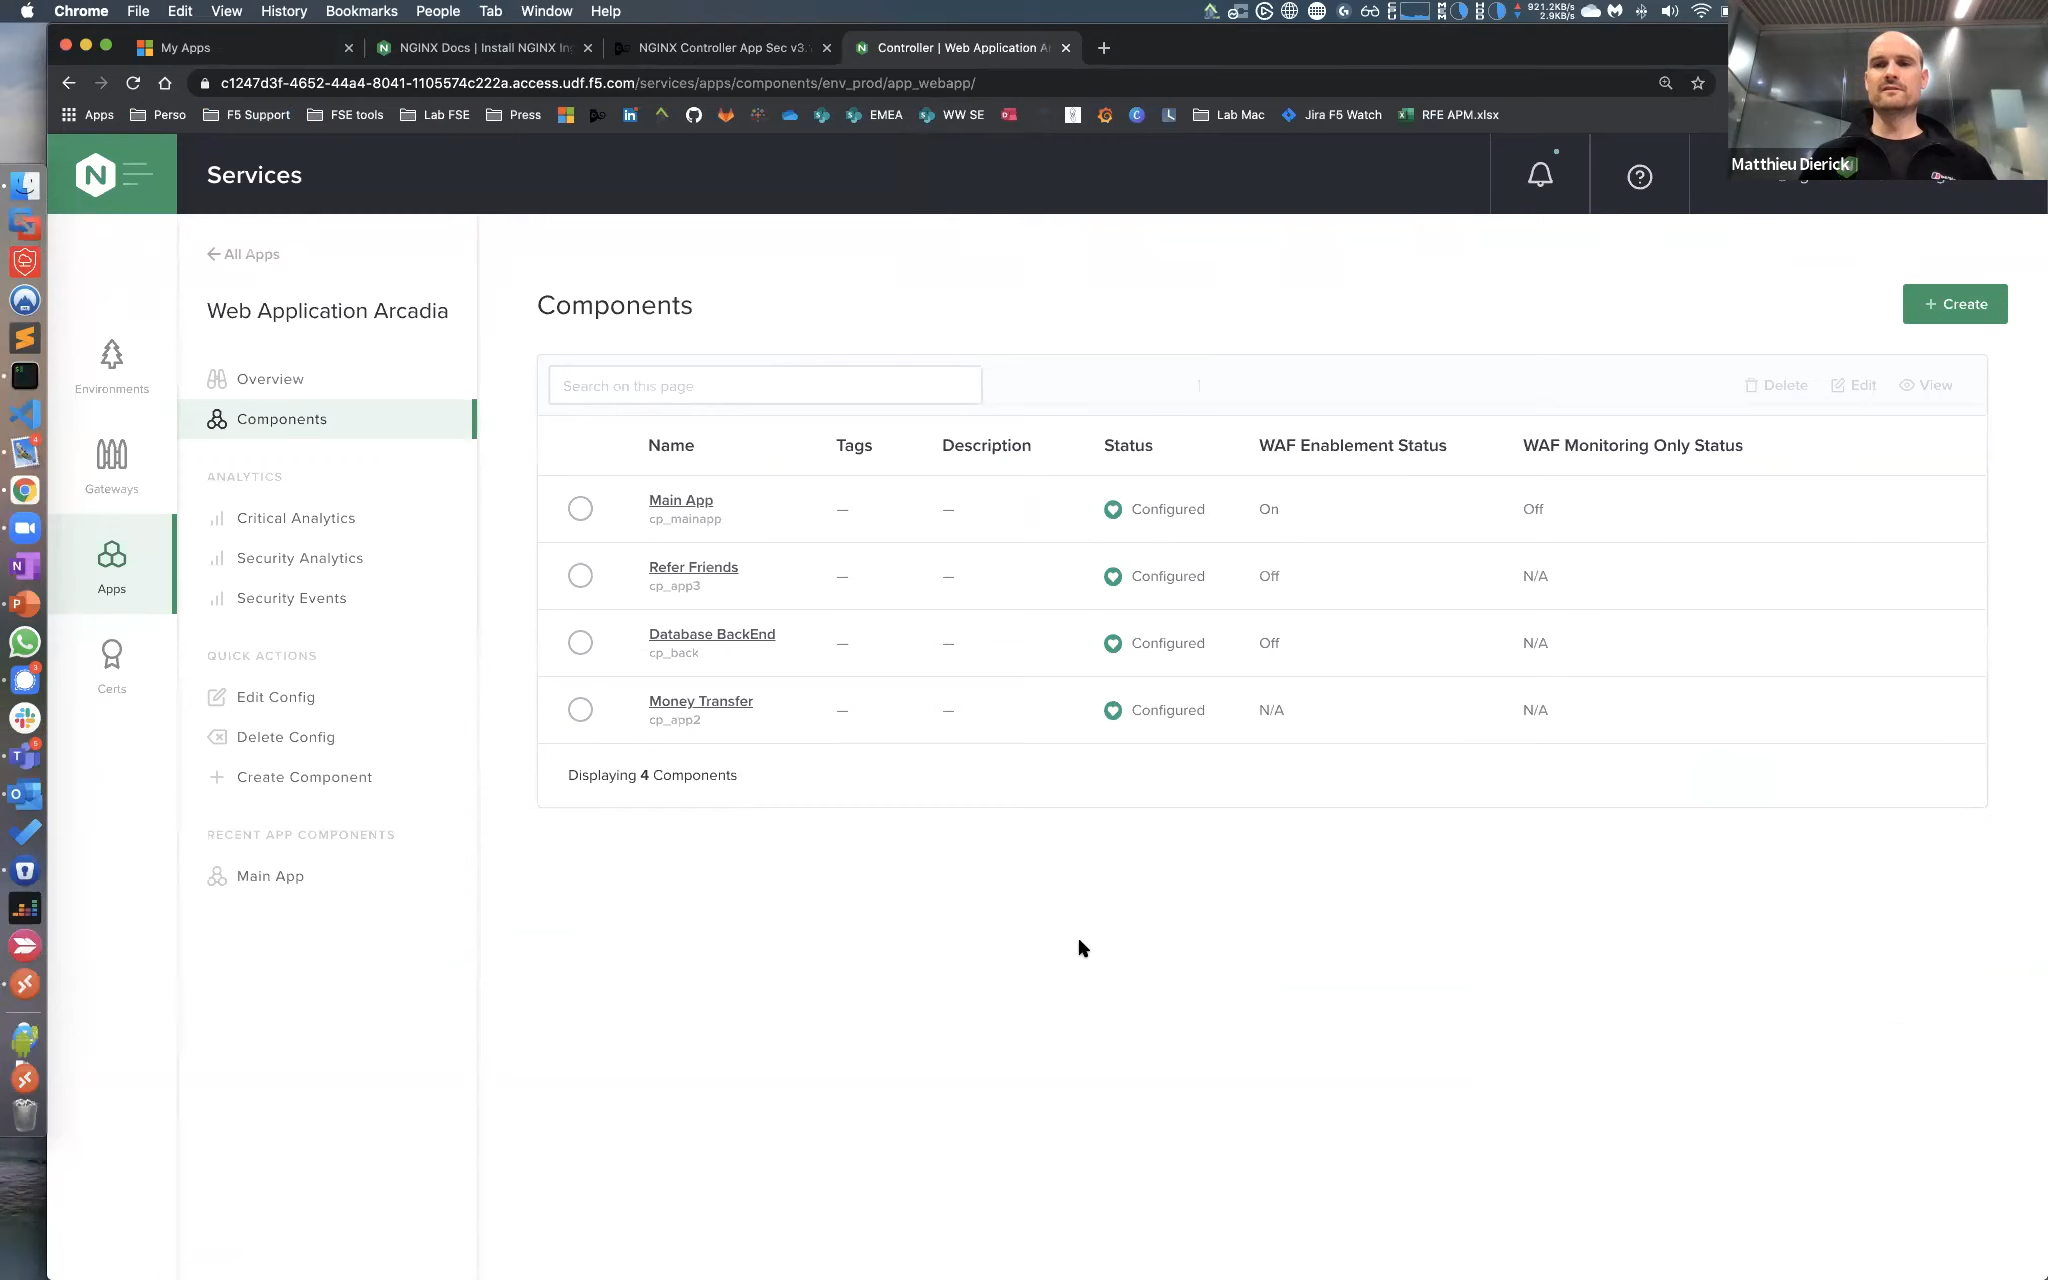 Chrome File Edit View History Bookmarks People Tab Window Help
921.2KB/s
2.9KB/s
My Apps
NGINX Docs | Install NGINX In
NGINX Controller App Sec v3.
Controller | Web Application A
c1247d3f-4652-44a4-8041-1105574c222a.access.udf.f5.com/services/apps/components/env_prod/app_webapp/
Apps Perso F5 Support FSE tools Lab FSE Press EMEA WW SE Lab Mac Jira F5 Watch RFE APM.xlsx
Services
Matthieu Dierick
Environments
Gateways
Apps
Certs
All Apps
Web Application Arcadia
Overview
Components
ANALYTICS
Critical Analytics
Security Analytics
Security Events
QUICK ACTIONS
Edit Config
Delete Config
Create Component
RECENT APP COMPONENTS
Main App
Components
+ Create
Search on this page
Delete Edit View
Name Tags Description Status WAF Enablement Status WAF Monitoring Only Status
Main App
cp_mainapp
— — Configured On Off
Refer Friends
cp_app3
— — Configured Off N/A
Database BackEnd
cp_back
— — Configured Off N/A
Money Transfer
cp_app2
— — Configured N/A N/A
Displaying 4 Components